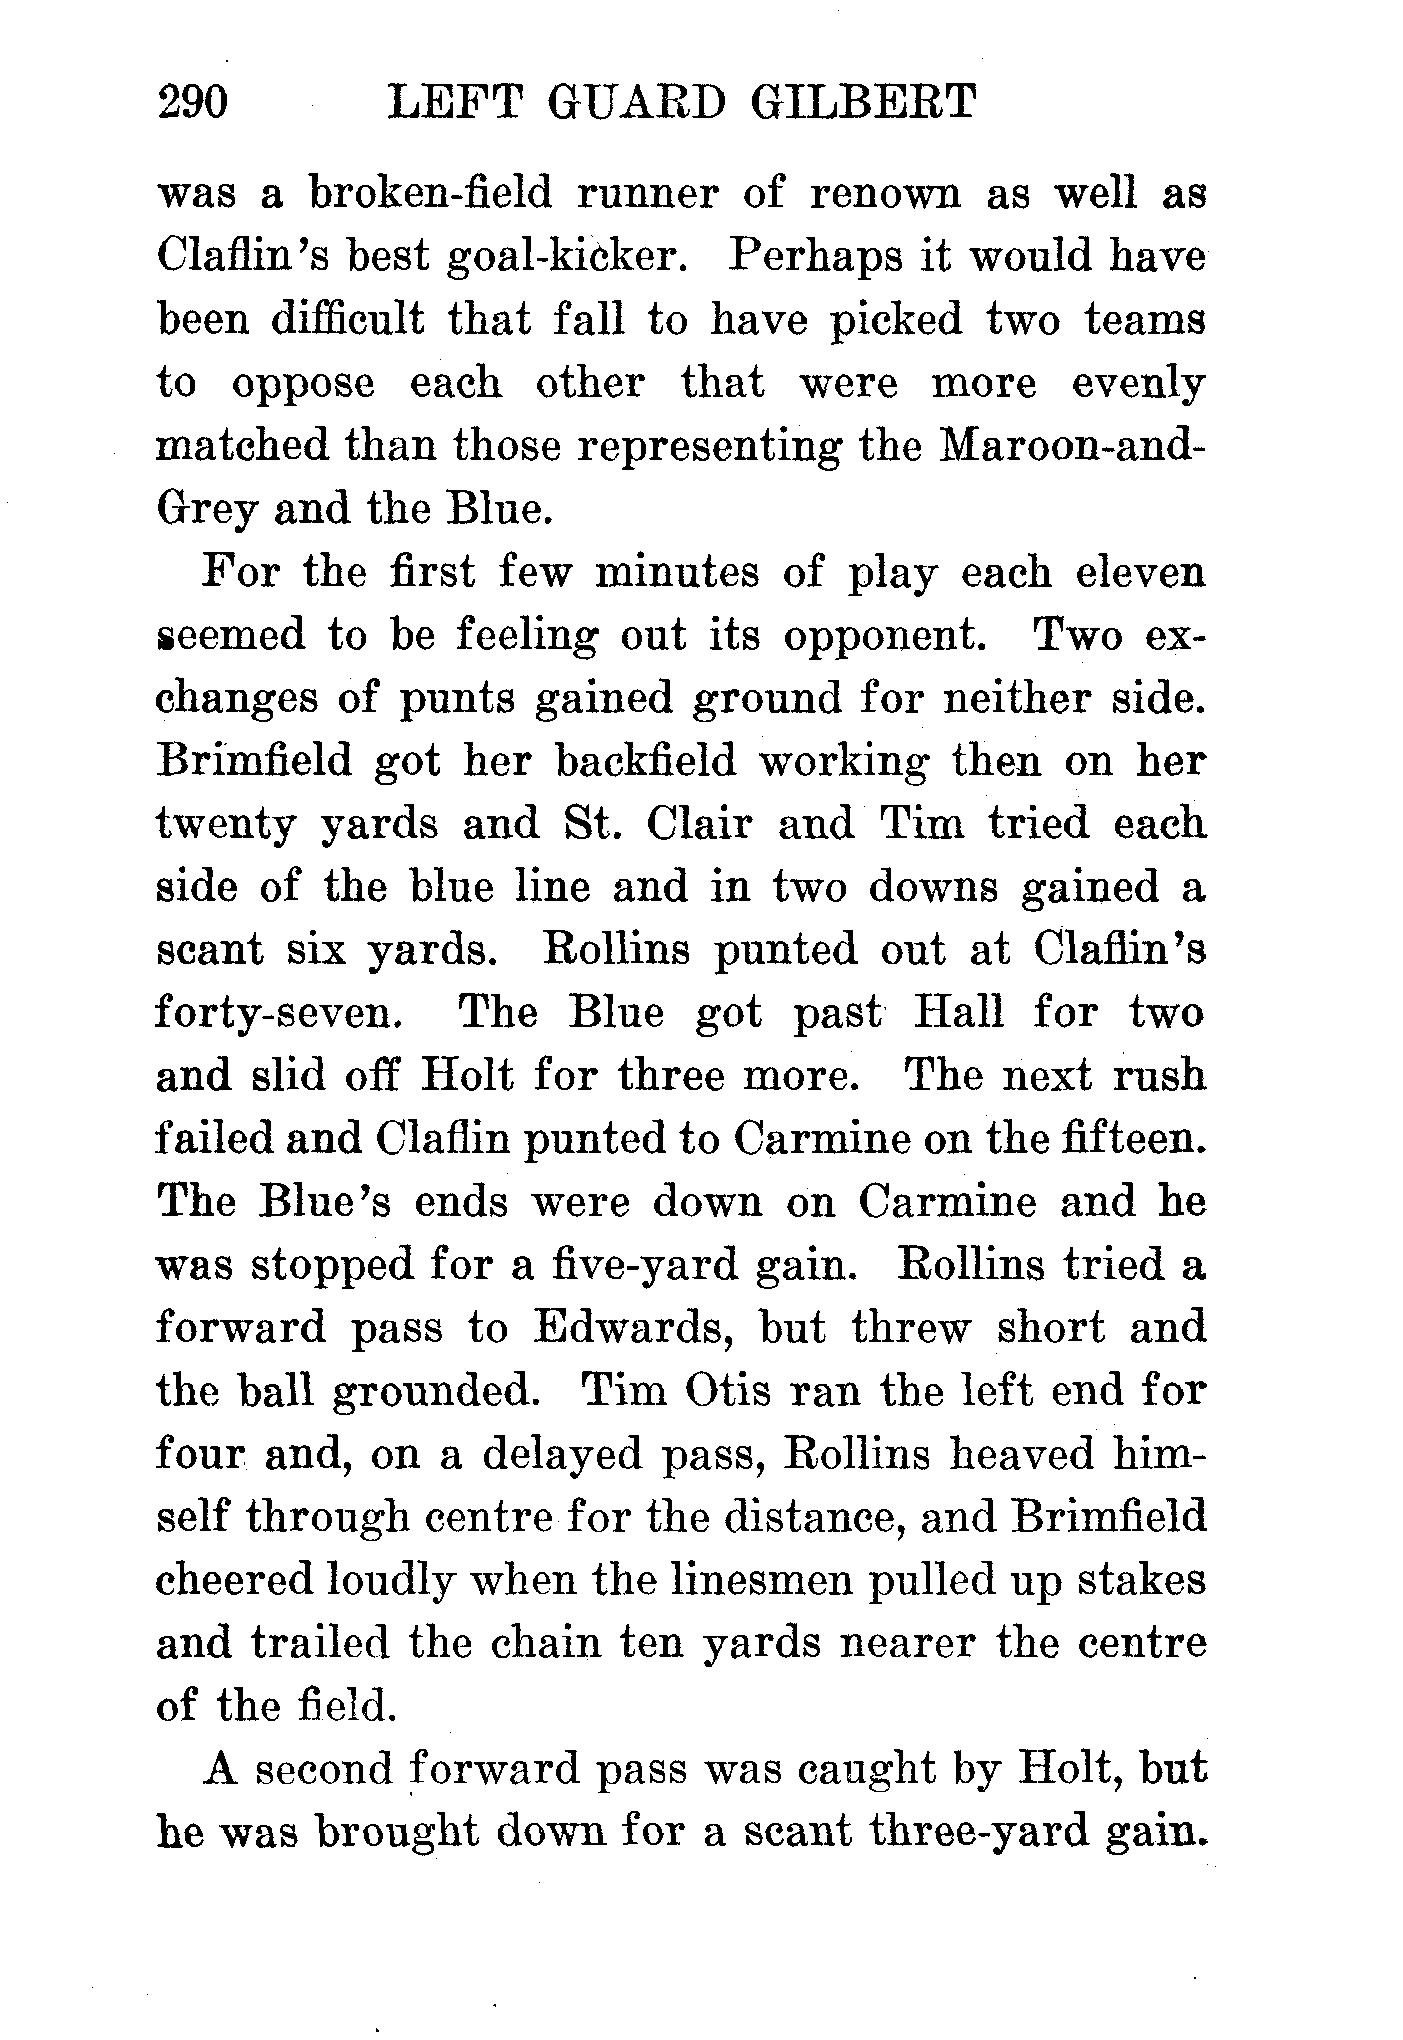 290 LEFT GUARD GILBERT
was a broken-field runner of renown as well as
Claflin's best goal-kicker. Perhaps it would have
been difficult that fall to have picked two teams
to oppose each other that were more evenly
matched than those representing the Maroon-and-
Grey and the Blue.
For the first few minutes of play each eleven
seemed to be feeling out its opponent. Two ex-
changes of punts gained ground for neither side.
Brimfield got her backfield working then on her
twenty yards and St. Clair and Tim tried each
side of the blue line and in two downs gained a
scant six yards. Rollins punted out at Claflin's
forty-seven. The Blue got past Hall for two
and slid off Holt for three more. The next rush
failed and Claflin punted to Carmine on the fifteen.
The Blue's ends were down on Carmine and he
was stopped for a five-yard gain. Rollins tried a
forward pass to Edwards, but threw short and
the ball grounded. Tim Otis ran the left end for
four and, on a delayed pass, Rollins heaved him-
self through centre for the distance, and Brimfield
cheered loudly when the linesmen pulled up stakes
and trailed the chain ten yards nearer the centre
of the field.
A second forward pass was caught by Holt, but
he was brought down for a scant three-yard gain.